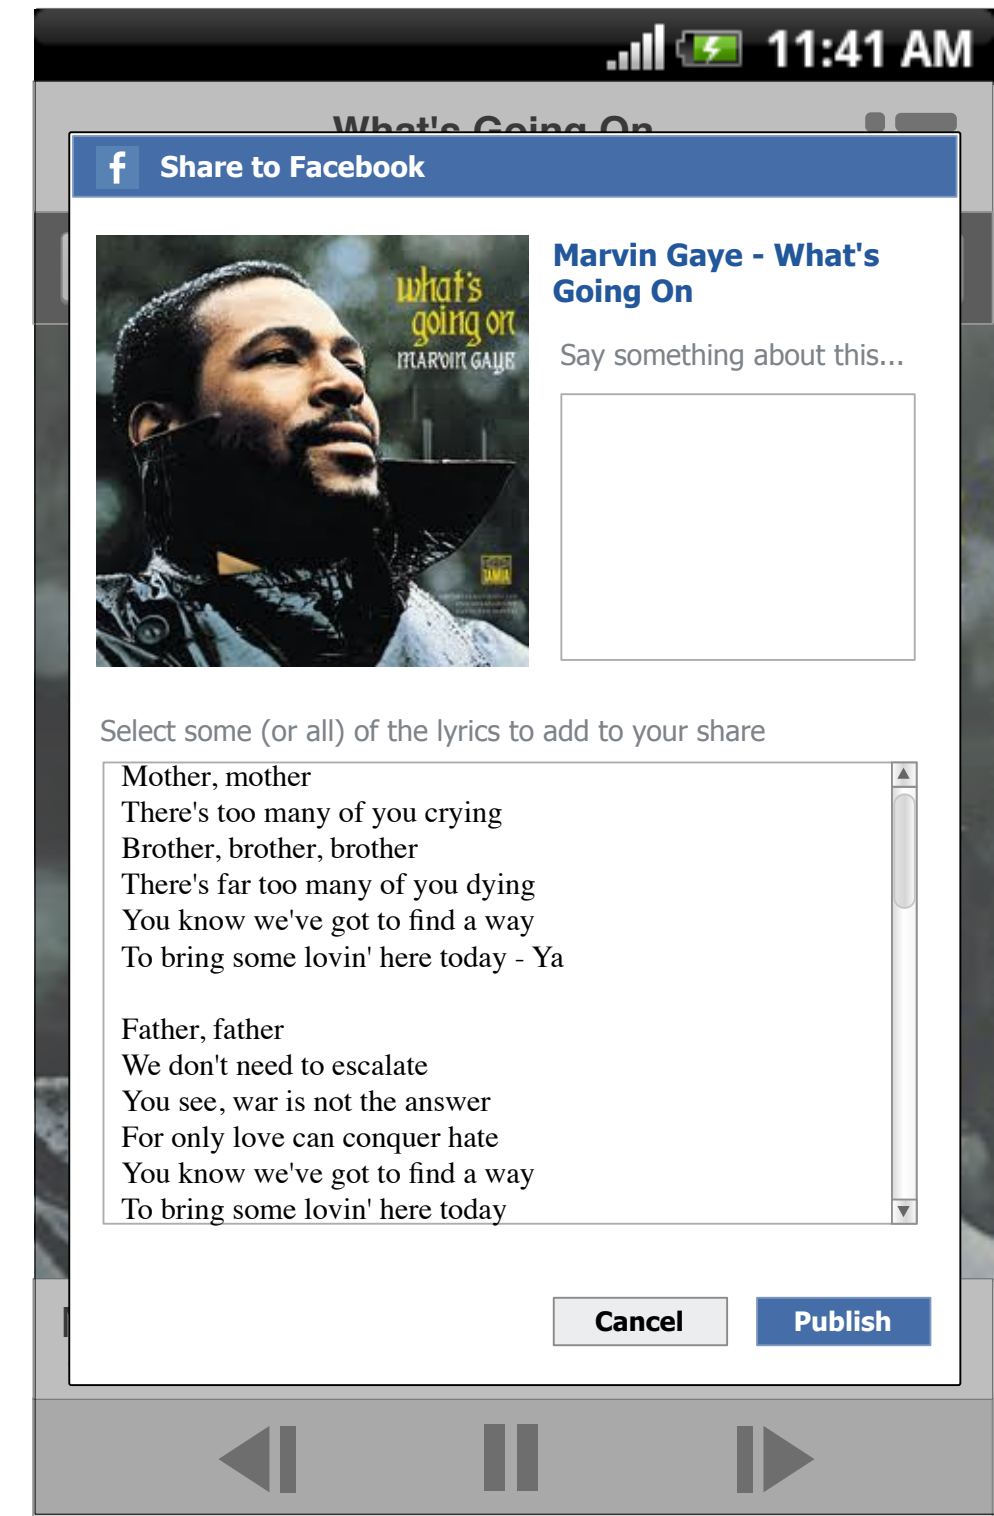 11:41 AM
What's Going On
f Share to Facebook
what's
going on
MARVIN GAYE
TAMLA
Marvin Gaye - What's
Going On
Say something about this...
Select some (or all) of the lyrics to add to your share
Mother, mother
There's too many of you crying
Brother, brother, brother
There's far too many of you dying
You know we've got to find a way
To bring some lovin' here today - Ya
Father, father
We don't need to escalate
You see, war is not the answer
For only love can conquer hate
You know we've got to find a way
To bring some lovin' here today
Cancel
Publish